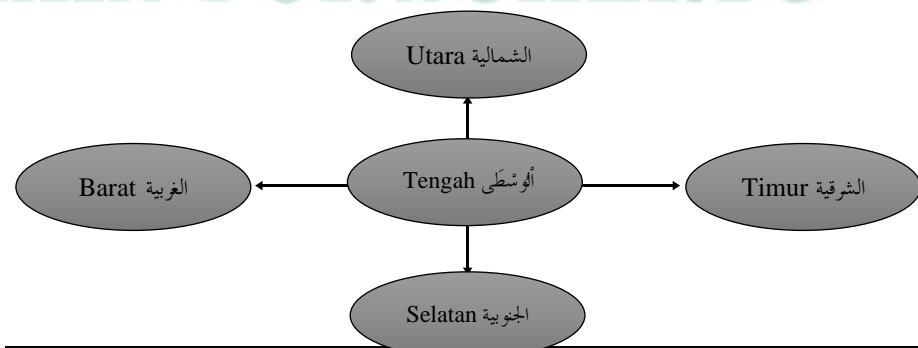 الشمالية Utara
الغربية Barat
الْوُسْطَى Tengah
الشرقية Timur
الجنوبية Selatan